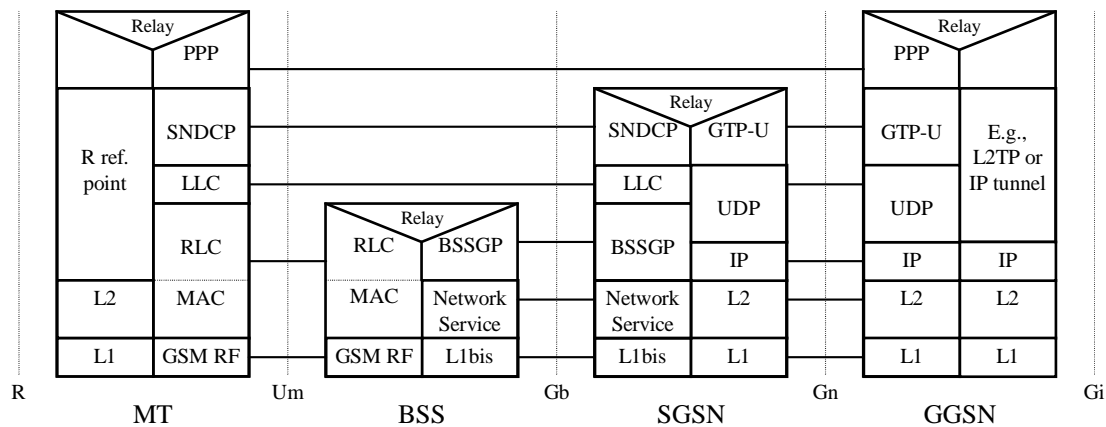 Relay
Relay
PPP
PPP
Relay
SNDCP
SNDCP
GTP-U
GTP-U
E.g.,
L2TP or
IP tunnel
R ref.
point
LLC
LLC
UDP
UDP
Relay
RLC
RLC
BSSGP
BSSGP
IP
IP
IP
L2
MAC
MAC
Network
Service
Network
Service
L2
L2
L2
L1
GSM RF
GSM RF
L1bis
L1bis
L1
L1
L1
R
Um
Gb
Gn
Gi
MT
BSS
SGSN
GGSN